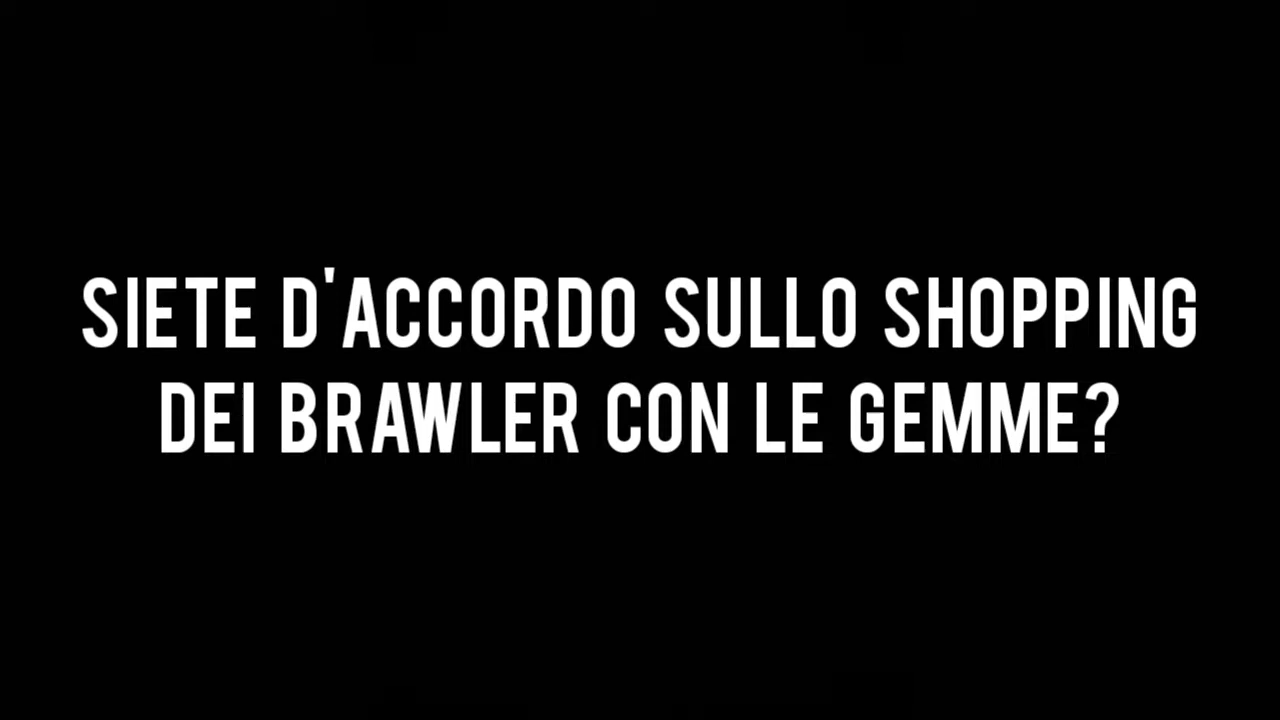 SIETE D'ACCORDO SULLO SHOPPING
DEI BRAWLER CON LE GEMME?